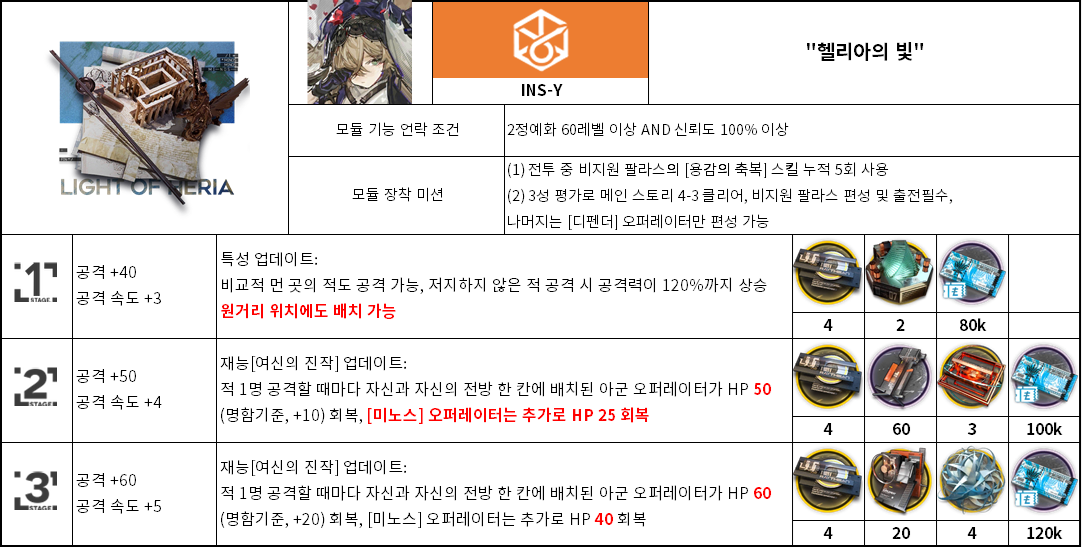 LIGHT OF HERIA
INS-Y
"헬리아의 빛"
모듈 기능 언락 조건
2정예화 60레벨 이상 AND 신뢰도 100% 이상
모듈 장착 미션
(1) 전투 중 비지원 팔라스의 [용감의 축복] 스킬 누적 5회 사용
(2) 3성 평가로 메인 스토리 4-3 클리어, 비지원 팔라스 편성 및 출전필수,
나머지는 [디펜더] 오퍼레이터만 편성 가능
1
STAGE
공격 +40
공격 속도 +3
특성 업데이트:
비교적 먼 곳의 적도 공격 가능, 저지하지 않은 적 공격 시 공격력이 120%까지 상승
원거리 위치에도 배치 가능
4
2
80k
2
STAGE
공격 +50
공격 속도 +4
재능[여신의 진작] 업데이트:
적 1명 공격할 때마다 자신과 자신의 전방 한 칸에 배치된 아군 오퍼레이터가 HP 50
(명함기준, +10) 회복, [미노스] 오퍼레이터는 추가로 HP 25 회복
4
60
3
100k
3
STAGE
공격 +60
공격 속도 +5
재능[여신의 진작] 업데이트:
적 1명 공격할 때마다 자신과 자신의 전방 한 칸에 배치된 아군 오퍼레이터가 HP 60
(명함기준, +20) 회복, [미노스] 오퍼레이터는 추가로 HP 40 회복
4
20
4
120k